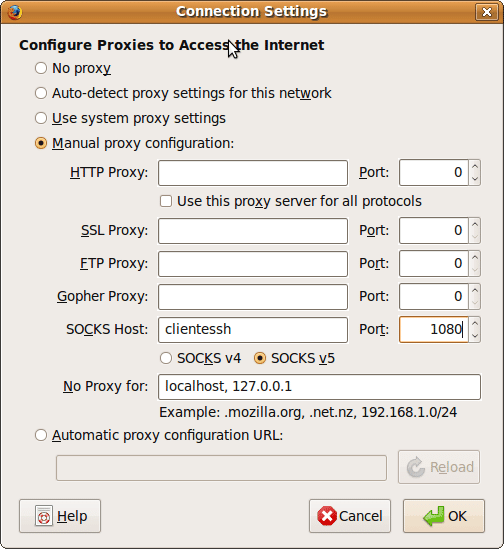 Connection Settings
Configure Proxies to Access the Internet
No proxy
Auto-detect proxy settings for this network
Use system proxy settings
Manual proxy configuration:
HTTP Proxy: Port: 0
Use this proxy server for all protocols
SSL Proxy: Port: 0
FTP Proxy: Port: 0
Gopher Proxy: Port: 0
SOCKS Host: clientessh Port: 1080
SOCKS v4 SOCKS v5
No Proxy for: localhost, 127.0.0.1
Example: .mozilla.org, .net.nz, 192.168.1.0/24
Automatic proxy configuration URL:
Reload
Help Cancel OK